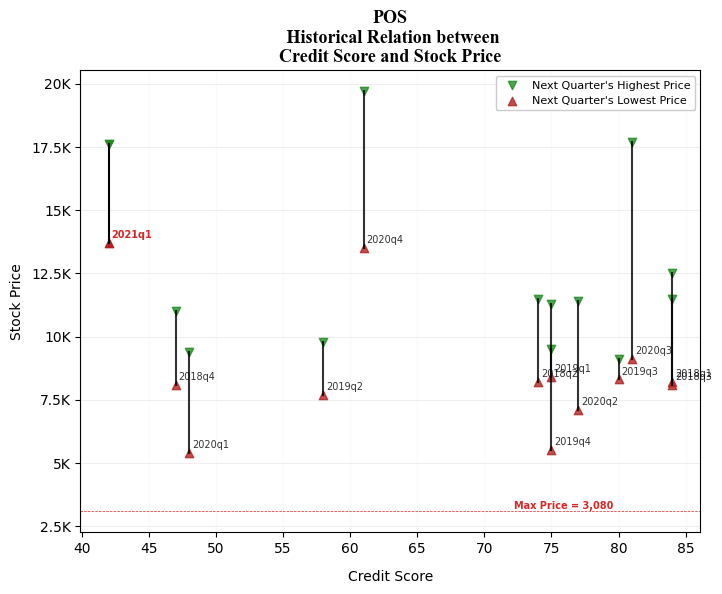 POS
Historical Relation between
Credit Score and Stock Price
Next Quarter's Highest Price
Next Quarter's Lowest Price
20K
17.5K
15K
12.5K
10K
7.5K
5K
2.5K
Stock Price
2021q1
2020q4
2020q3
2018q4
2020q1
2019q2
2018q2
2019q1
2019q4
2020q2
2019q3
2018q1
2018q3
Max Price = 3,080
40
45
50
55
60
65
70
75
80
85
Credit Score